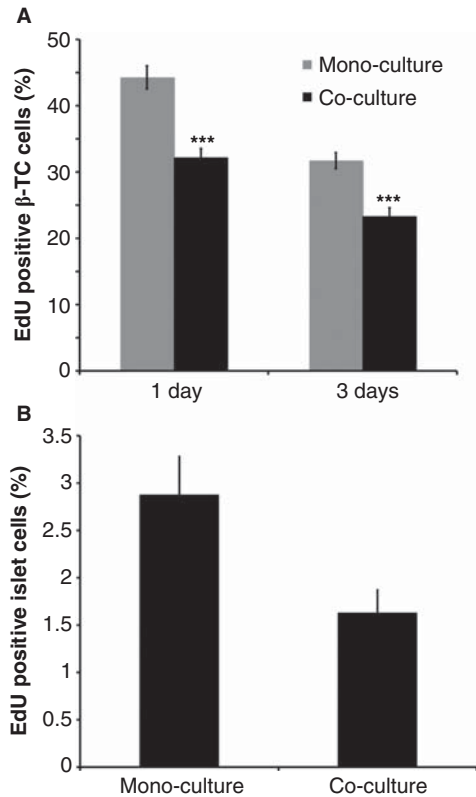 A
EdU positive β-TC cells (%)
50
40
30
20
10
0
Mono-culture
Co-culture
***
***
1 day
3 days
B
EdU positive islet cells (%)
3.5
3
2.5
2
1.5
1
0.5
0
Mono-culture
Co-culture